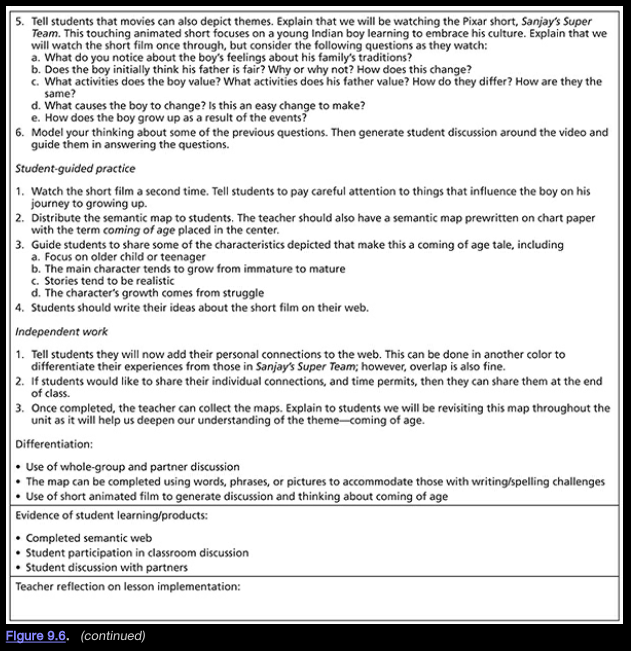 5. Tell students that movies can also depict themes. Explain that we will be watching the Pixar short, Sanjay's Super
Team. This touching animated short focuses on a young Indian boy learning to embrace his culture. Explain that we
will watch the short film once through, but consider the following questions as they watch:
a. What do you notice about the boy's feelings about his family's traditions?
b. Does the boy initially think his father is fair? Why or why not? How does this change?
c. What activities does the boy value? What activities does his father value? How do they differ? How are they the
same?
d. What causes the boy to change? Is this an easy change to make?
e. How does the boy grow up as a result of the events?
6. Model your thinking about some of the previous questions. Then generate student discussion around the video and
guide them in answering the questions.
Student-guided practice
1. Watch the short film a second time. Tell students to pay careful attention to things that influence the boy on his
journey to growing up.
2. Distribute the semantic map to students. The teacher should also have a semantic map prewritten on chart paper
with the term coming of age placed in the center.
3. Guide students to share some of the characteristics depicted that make this a coming of age tale, including
a. Focus on older child or teenager
b. The main character tends to grow from immature to mature
c. Stories tend to be realistic
d. The character's growth comes from struggle
4. Students should write their ideas about the short film on their web.
Independent work
1. Tell students they will now add their personal connections to the web. This can be done in another color to
differentiate their experiences from those in Sanjay's Super Team; however, overlap is also fine.
2. If students would like to share their individual connections, and time permits, then they can share them at the end
of class.
3. Once completed, the teacher can collect the maps. Explain to students we will be revisiting this map throughout the
unit as it will help us deepen our understanding of the theme—coming of age.
Differentiation:
• Use of whole-group and partner discussion
• The map can be completed using words, phrases, or pictures to accommodate those with writing/spelling challenges
• Use of short animated film to generate discussion and thinking about coming of age
Evidence of student learning/products:
• Completed semantic web
• Student participation in classroom discussion
• Student discussion with partners
Teacher reflection on lesson implementation:
Figure 9.6. (continued)